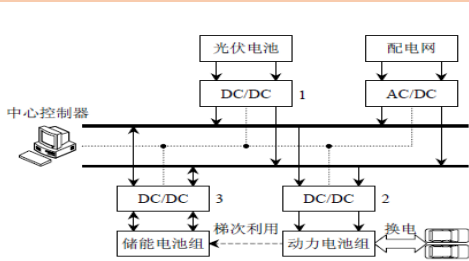 光伏电池
配电网
DC/DC
1
AC/DC
中心控制器
DC/DC
3
DC/DC
2
梯次利用
换电
储能电池组
动力电池组